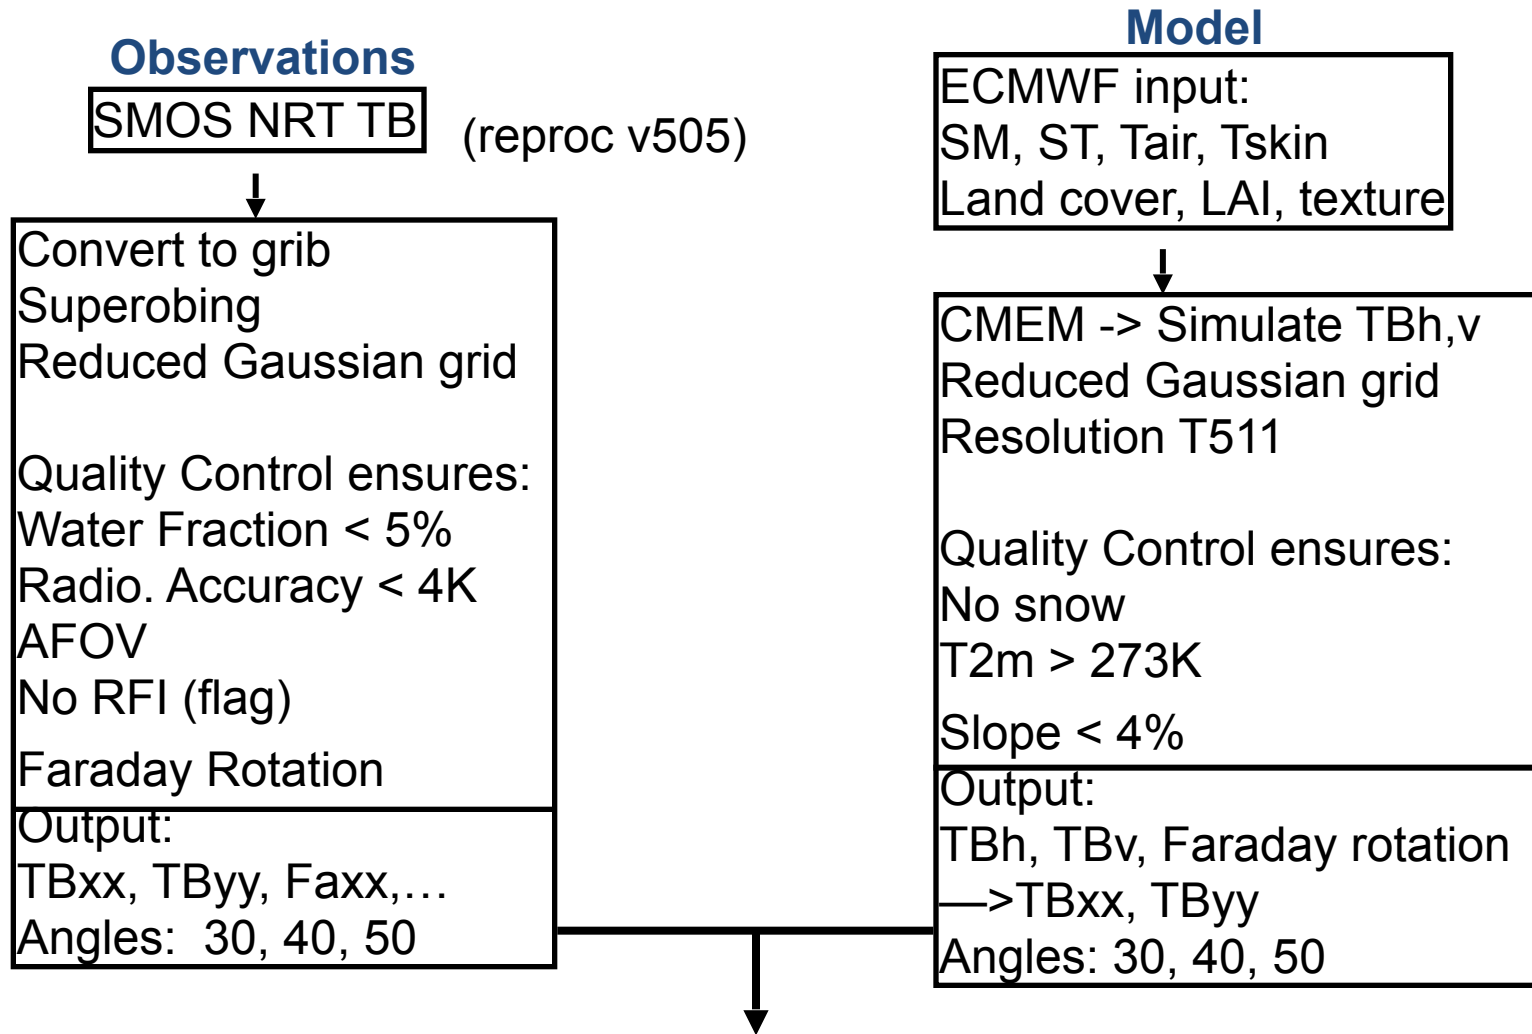 Observations
SMOS NRT TB
(reproc v505)
Convert to grib
Superobing
Reduced Gaussian grid
Quality Control ensures:
Water Fraction < 5%
Radio. Accuracy < 4K
AFOV
No RFI (flag)
Faraday Rotation
Output:
TBxx, TByy, Faxx,...
Angles: 30, 40, 50
Model
ECMWF input:
SM, ST, Tair, Tskin
Land cover, LAI, texture
CMEM -> Simulate TBh,v
Reduced Gaussian grid
Resolution T511
Quality Control ensures:
No snow
T2m > 273K
Slope < 4%
Output:
TBh, TBv, Faraday rotation
—>TBxx, TByy
Angles: 30, 40, 50